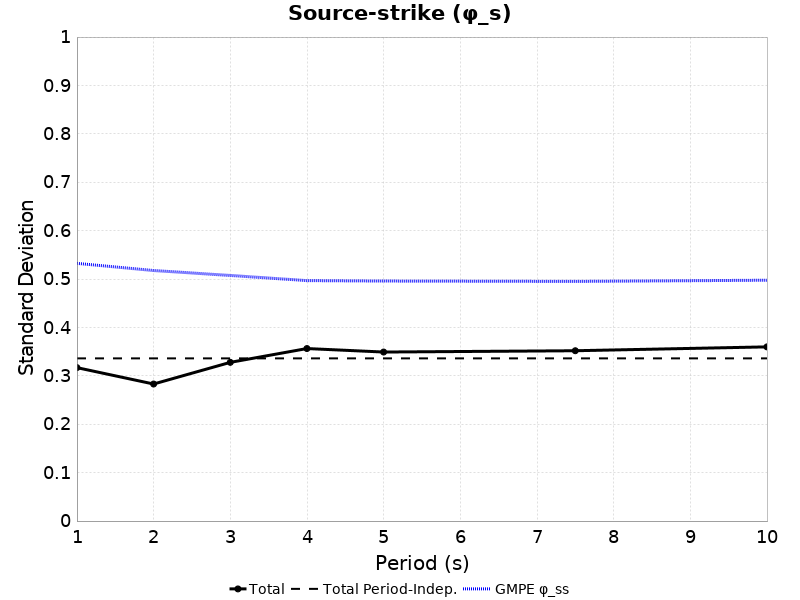 Source-strike (φ_s)
Standard Deviation
1
0.9
0.8
0.7
0.6
0.5
0.4
0.3
0.2
0.1
0
1 2 3 4 5 6 7 8 9 10
Period (s)
Total Total Period-Indep. GMPE φ_ss